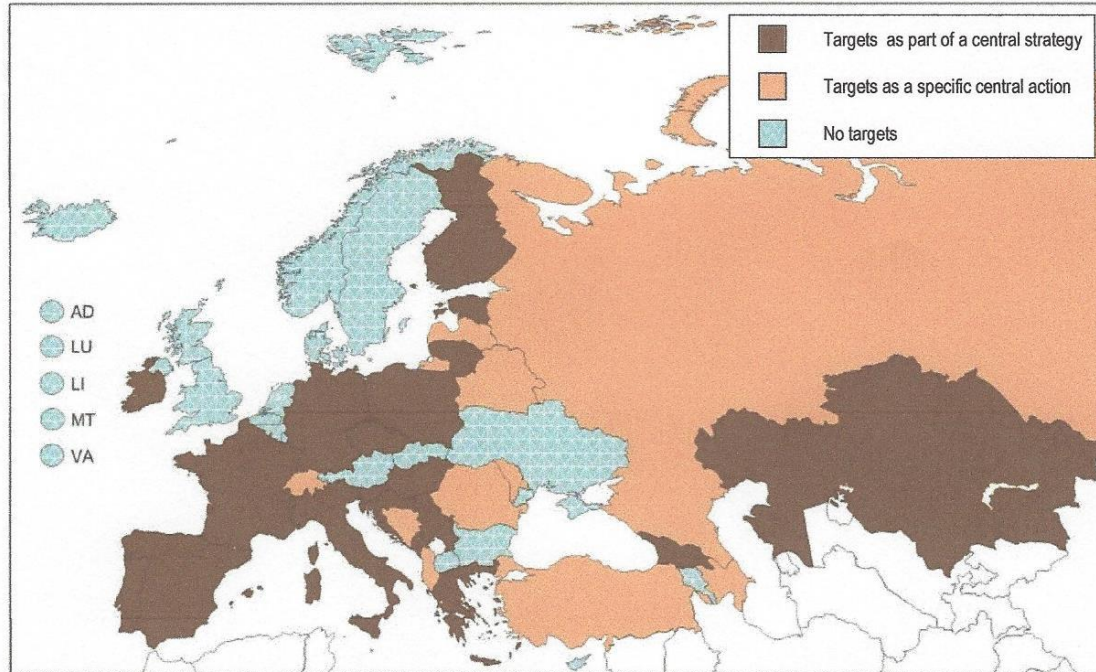 Targets as part of a central strategy
Targets as a specific central action
No targets
AD
LU
LI
MT
VA